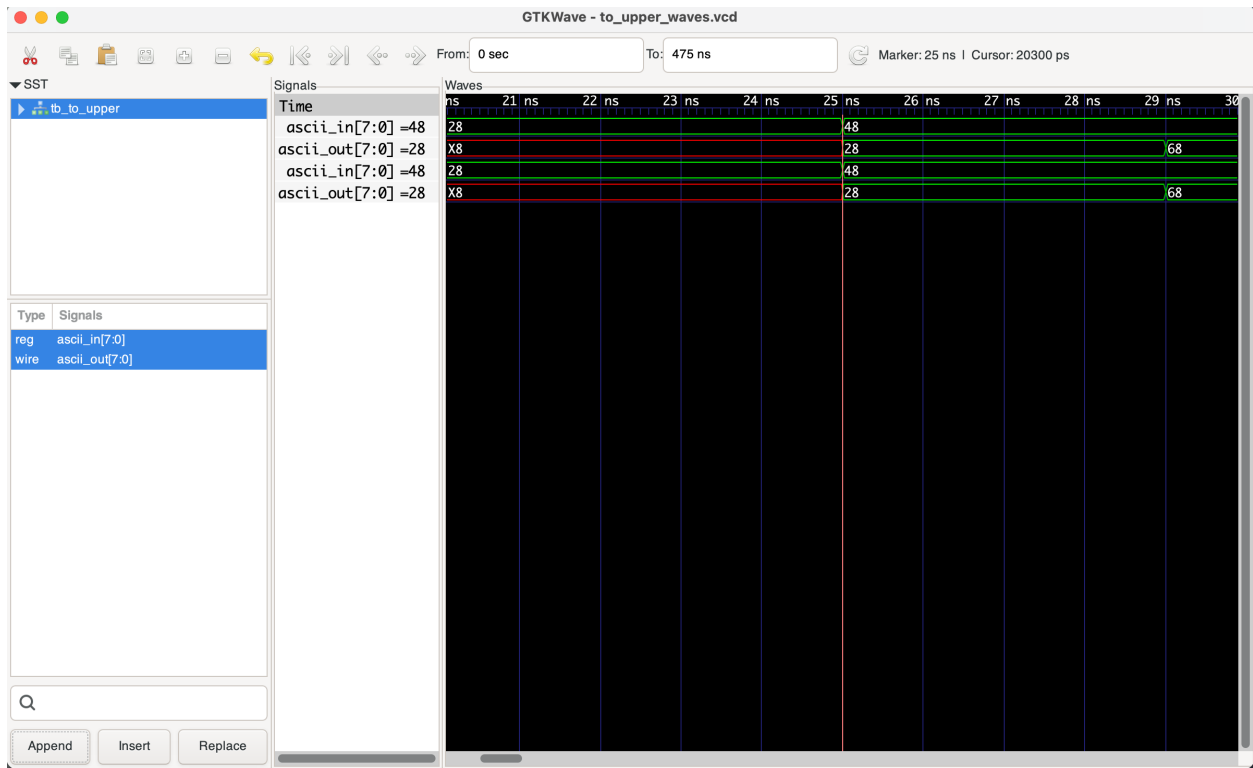 GTKWave - to_upper_waves.vcd
From: 0 sec To: 475 ns Marker: 25 ns | Cursor: 20300 ps
SST
tb_to_upper
Type Signals
reg ascii_in[7:0]
wire ascii_out[7:0]
Append Insert Replace
Signals
Time
ascii_in[7:0] =48
ascii_out[7:0] =28
ascii_in[7:0] =48
ascii_out[7:0] =28
Waves
ns 21 ns 22 ns 23 ns 24 ns 25 ns 26 ns 27 ns 28 ns 29 ns 30
28 48
X8 28 68
28 48
X8 28 68